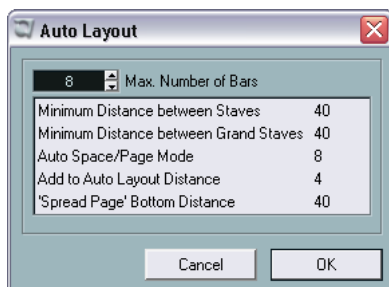 Auto Layout
8 Max. Number of Bars
Minimum Distance between Staves 40
Minimum Distance between Grand Staves 40
Auto Space/Page Mode 8
Add to Auto Layout Distance 4
'Spread Page' Bottom Distance 40
Cancel OK